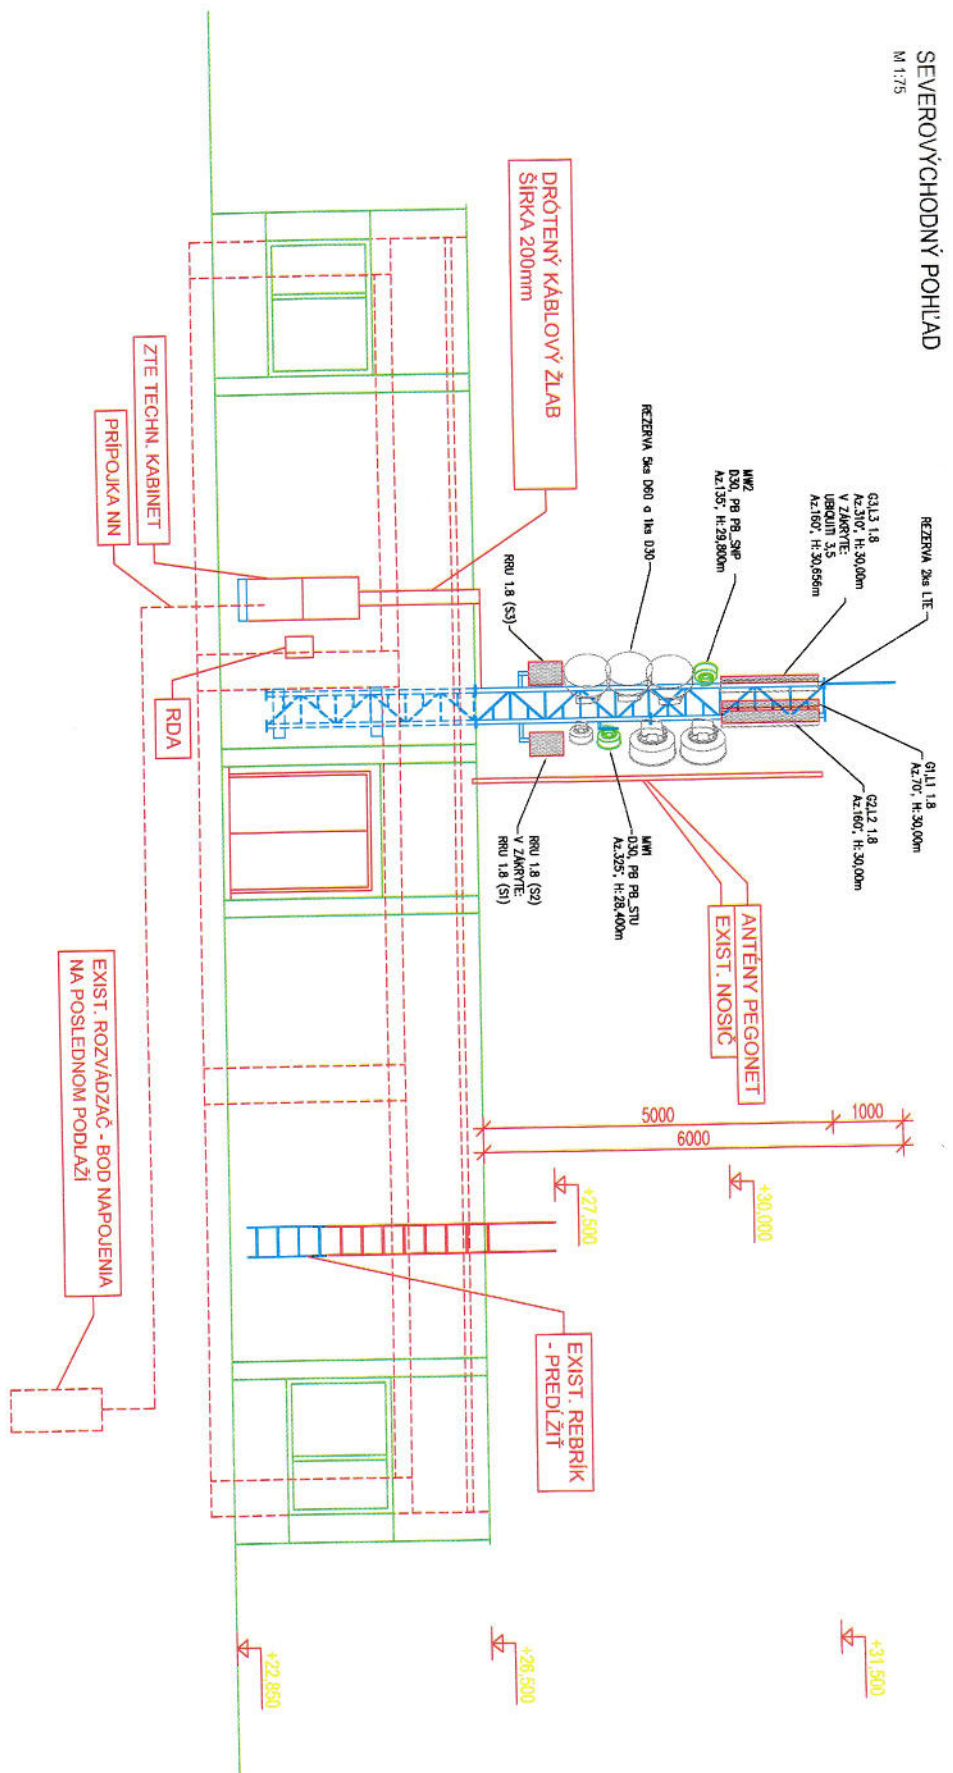 SEVEROVÝCHODNÝ POHĽAD
M 1:75
REZERVA 2ks LTE
G3,L3 1.8
Az.310°, H:30,00m
V ZÁKRYTE:
UBIQUITI 3,5
Az.160°, H:30,656m
MW2
D30, PB PB_SNP
Az.135°, H:29,800m
REZERVA 5ks D60 a 1ks D30
RRU 1.8 (S3)
G1,L1 1.8
Az.70°, H:30,00m
G2,L2 1.8
Az.160°, H:30,00m
MW1
D30, PB PB_STU
Az.325°, H:28,400m
RRU 1.8 (S2)
V ZÁKRYTE:
RRU 1.8 (S1)
DRÔTENÝ KÁBLOVÝ ŽLAB
ŠÍRKA 200mm
ANTÉNY PEGONET
EXIST. NOSIČ
1000
5000
6000
+30,000
+27,500
+31,500
+26,500
+22,850
EXIST. REBRÍK
- PREDĹŽIŤ
ZTE TECHN. KABINET
PRÍPOJKA NN
RDA
EXIST. ROZVÁDZAČ - BOD NAPOJENIA
NA POSLEDNOM PODLAŽÍ